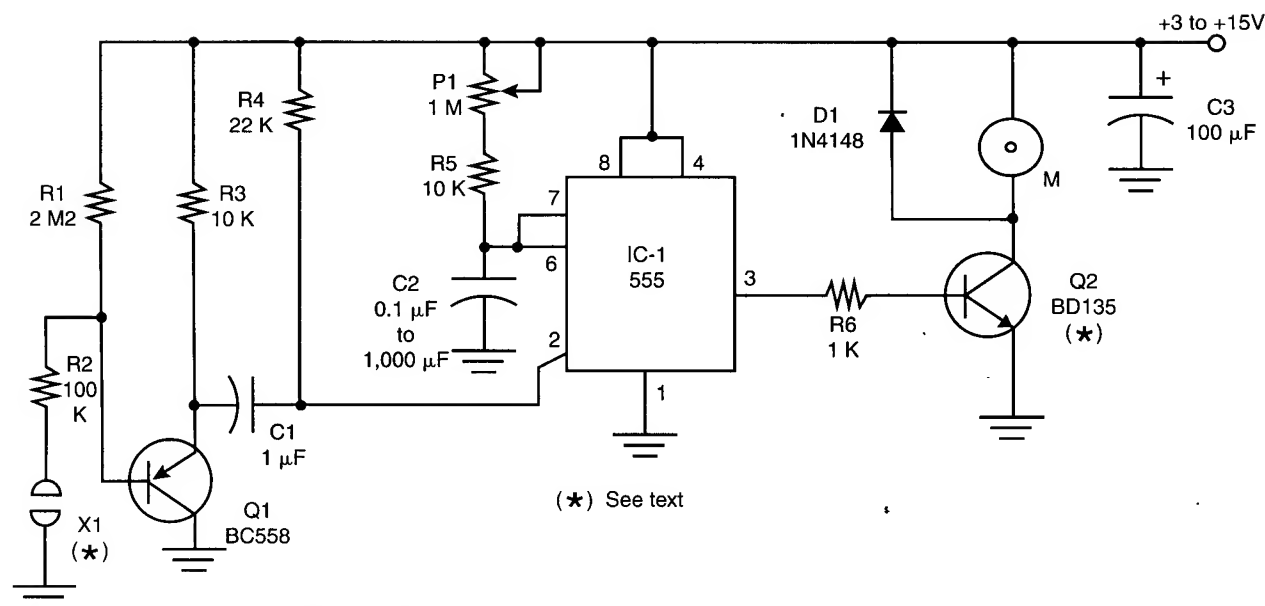 +3 to +15V
P1
1 M
R4
22 K
D1
1N4148
+
C3
100 µF
R5
10 K
8
4
M
R1
2 M2
R3
10 K
7
6
IC-1
555
3
Q2
BD135
(★)
C2
0.1 µF
to
1,000 µF
R6
1 K
2
R2
100
K
1
C1
1 µF
(★) See text
X1
(★)
Q1
BC558